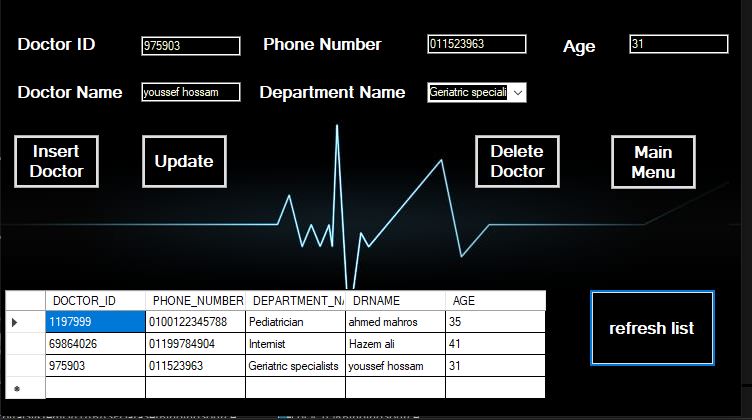 Doctor ID 975903 Phone Number 011523963 Age 31
Doctor Name youssef hossam Department Name Geriatric speciali
Insert Doctor
Update
Delete Doctor
Main Menu
DOCTOR_ID PHONE_NUMBER DEPARTMENT_NA DRNAME AGE
1197999 0100122345788 Pediatrician ahmed mahros 35
69864026 01199784904 Internist Hazem ali 41
975903 011523963 Geriatric specialists youssef hossam 31
refresh list